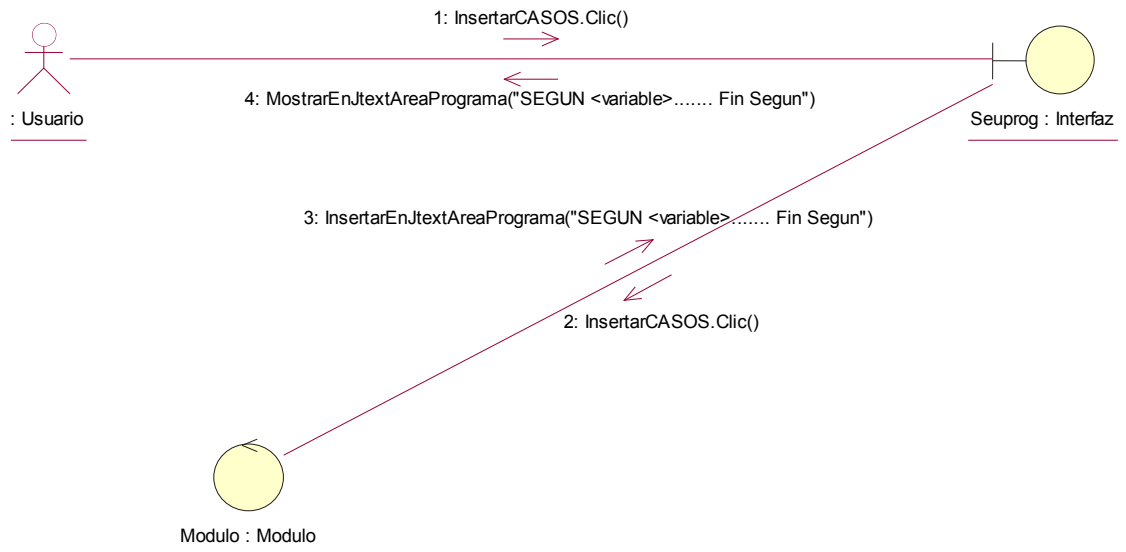 1: InsertarCASOS.Clic()
4: MostrarEnJtextAreaPrograma("SEGUN <variable>....... Fin Segun")
: Usuario
Seuprog : Interfaz
3: InsertarEnJtextAreaPrograma("SEGUN <variable>....... Fin Segun")
2: InsertarCASOS.Clic()
Modulo : Modulo